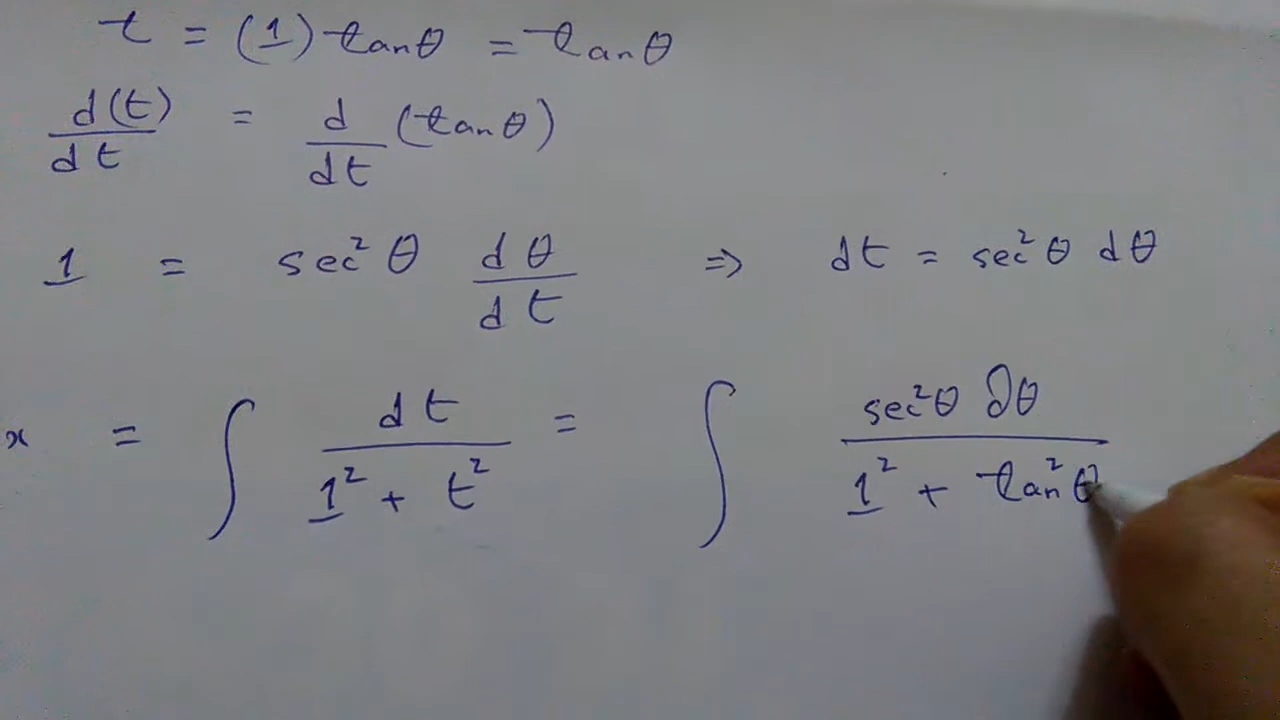 t = (1) tanθ = tanθ
d(t)/dt = d/dt (tanθ)
1 = sec²θ dθ/dt ⇒ dt = sec²θ dθ
x = ∫ dt/(1² + t²) = ∫ sec²θ ∂θ/(1² + tan²θ